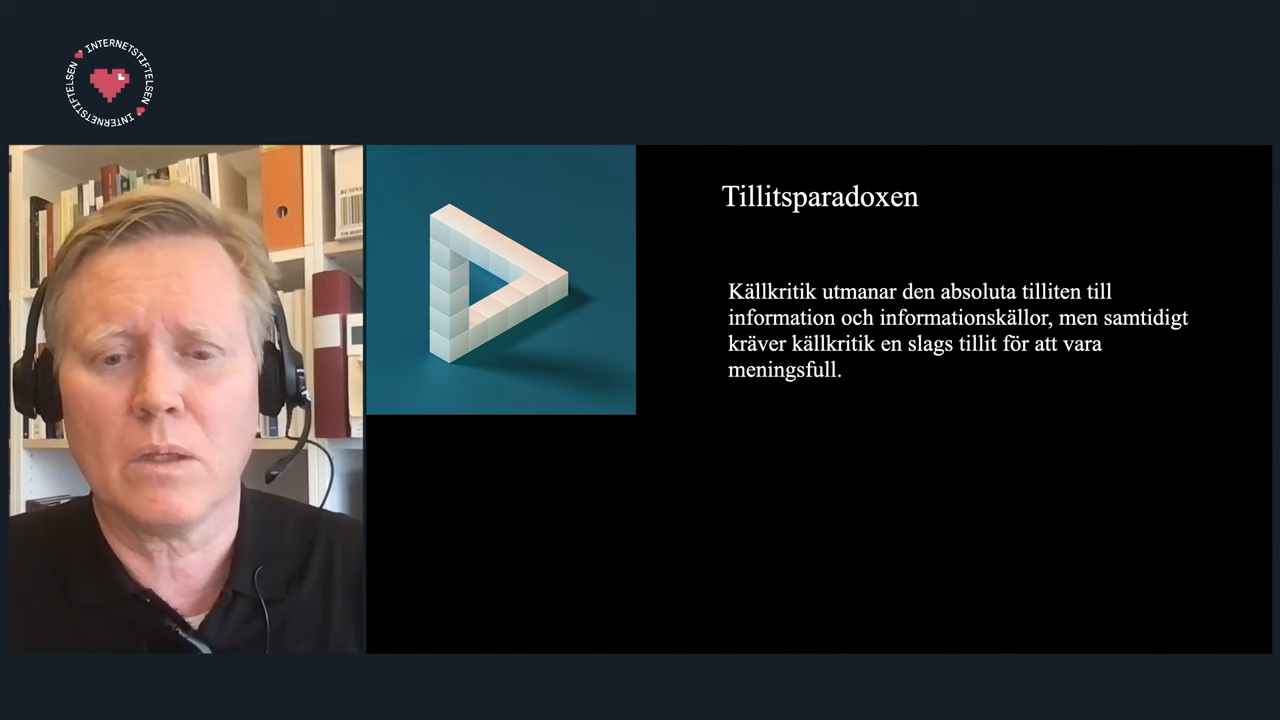 INTERNETSTIFTELSEN
INTERNETSTIFTELSEN
BUSINE
Tillitsparadoxen
Källkritik utmanar den absoluta tilliten till
information och informationskällor, men samtidigt
kräver källkritik en slags tillit för att vara
meningsfull.